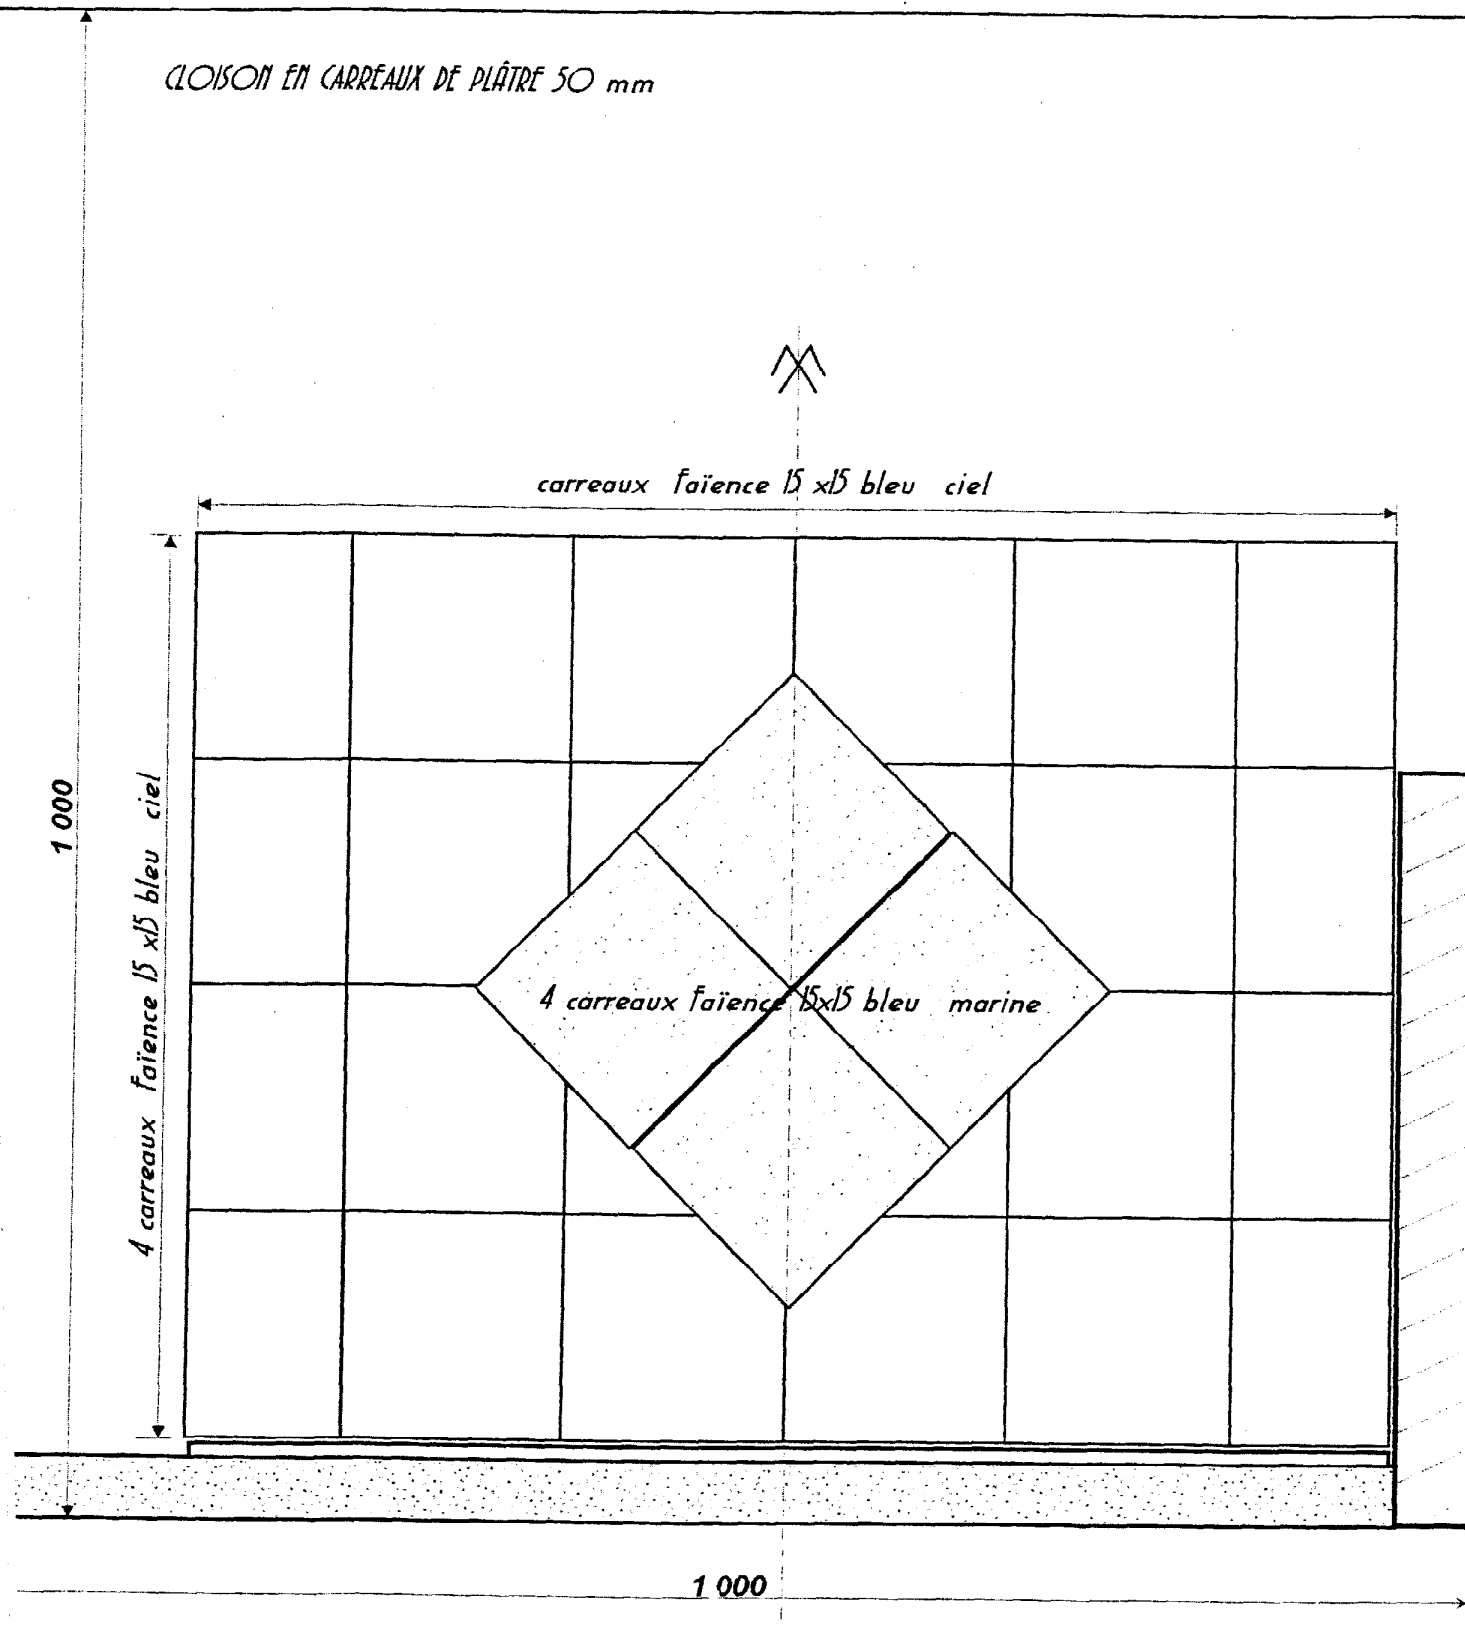 CLOISON EN CARREAUX DE PLÂTRE 50 mm
carreaux faïence 15 x15 bleu ciel
1 000
4 carreaux faïence 15 x15 bleu ciel
4 carreaux faïence 15x15 bleu marine
1 000